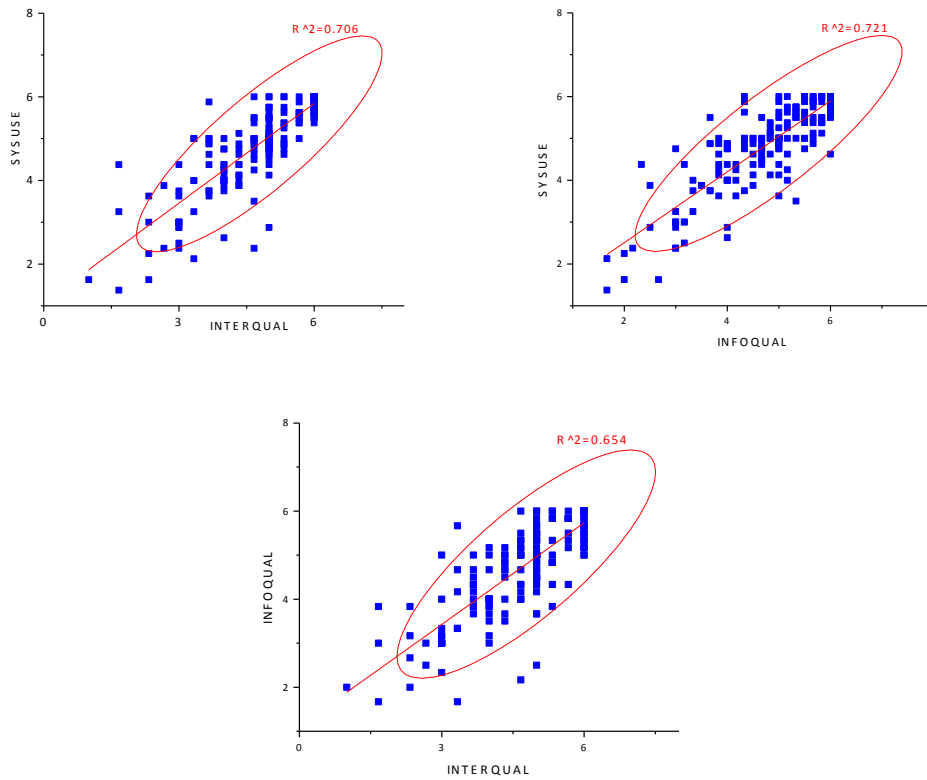 R^2=0.706
8
6
4
2
SYSUSE
0
3
6
INTERQUAL
R^2=0.721
8
6
4
2
SYSUSE
2
4
6
INFOQUAL
R^2=0.654
8
6
4
2
INFOQUAL
0
3
6
INTERQUAL